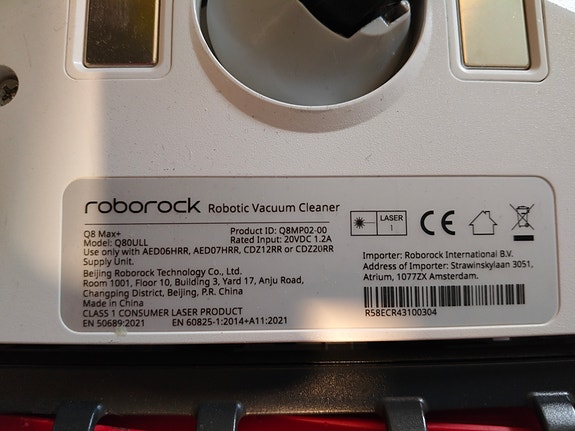 roborock Robotic Vacuum Cleaner
Q8 Max+ Product ID: Q8MP02-00
Model: Q80ULL Rated Input: 20VDC 1.2A
Use only with AED06HRR, AED07HRR, CDZ12RR or CDZ20RR
Supply Unit.
Beijing Roborock Technology Co., Ltd.
Room 1001, Floor 10, Building 3, Yard 17, Anju Road,
Changping District, Beijing, P.R. China
Made in China
CLASS 1 CONSUMER LASER PRODUCT
EN 50689:2021 EN 60825-1:2014+A11:2021
LASER
1
CE
Importer: Roborock International B.V.
Address of Importer: Strawinskylaan 3051,
Atrium, 1077ZX Amsterdam.
R58ECR43100304